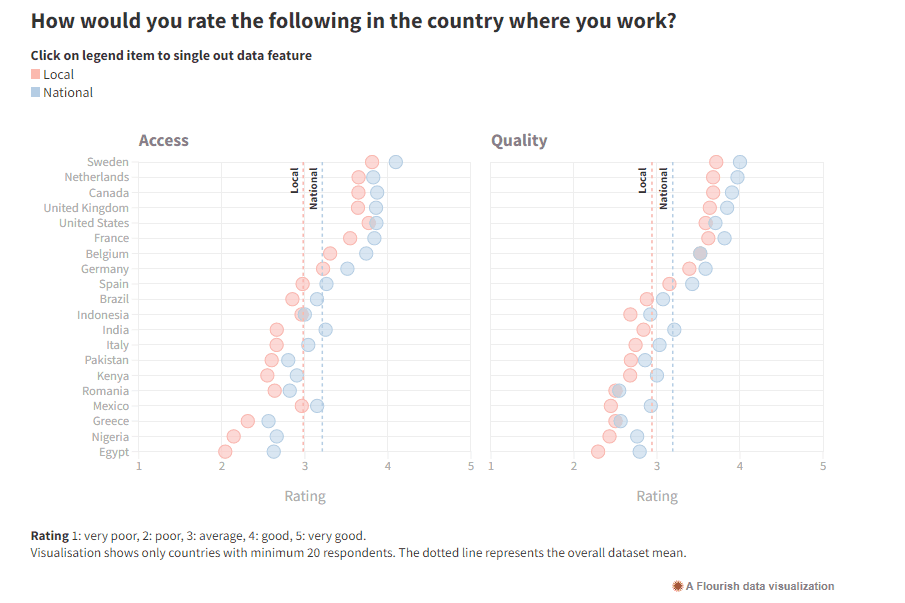 How would you rate the following in the country where you work?
Click on legend item to single out data feature
Local
National
Access
Quality
Local
National
Local
National
Sweden
Netherlands
Canada
United Kingdom
United States
France
Belgium
Germany
Spain
Brazil
Indonesia
India
Italy
Pakistan
Kenya
Romania
Mexico
Greece
Nigeria
Egypt
1 2 3 4 5
1 2 3 4 5
Rating
Rating
Rating 1: very poor, 2: poor, 3: average, 4: good, 5: very good.
Visualisation shows only countries with minimum 20 respondents. The dotted line represents the overall dataset mean.
A Flourish data visualization